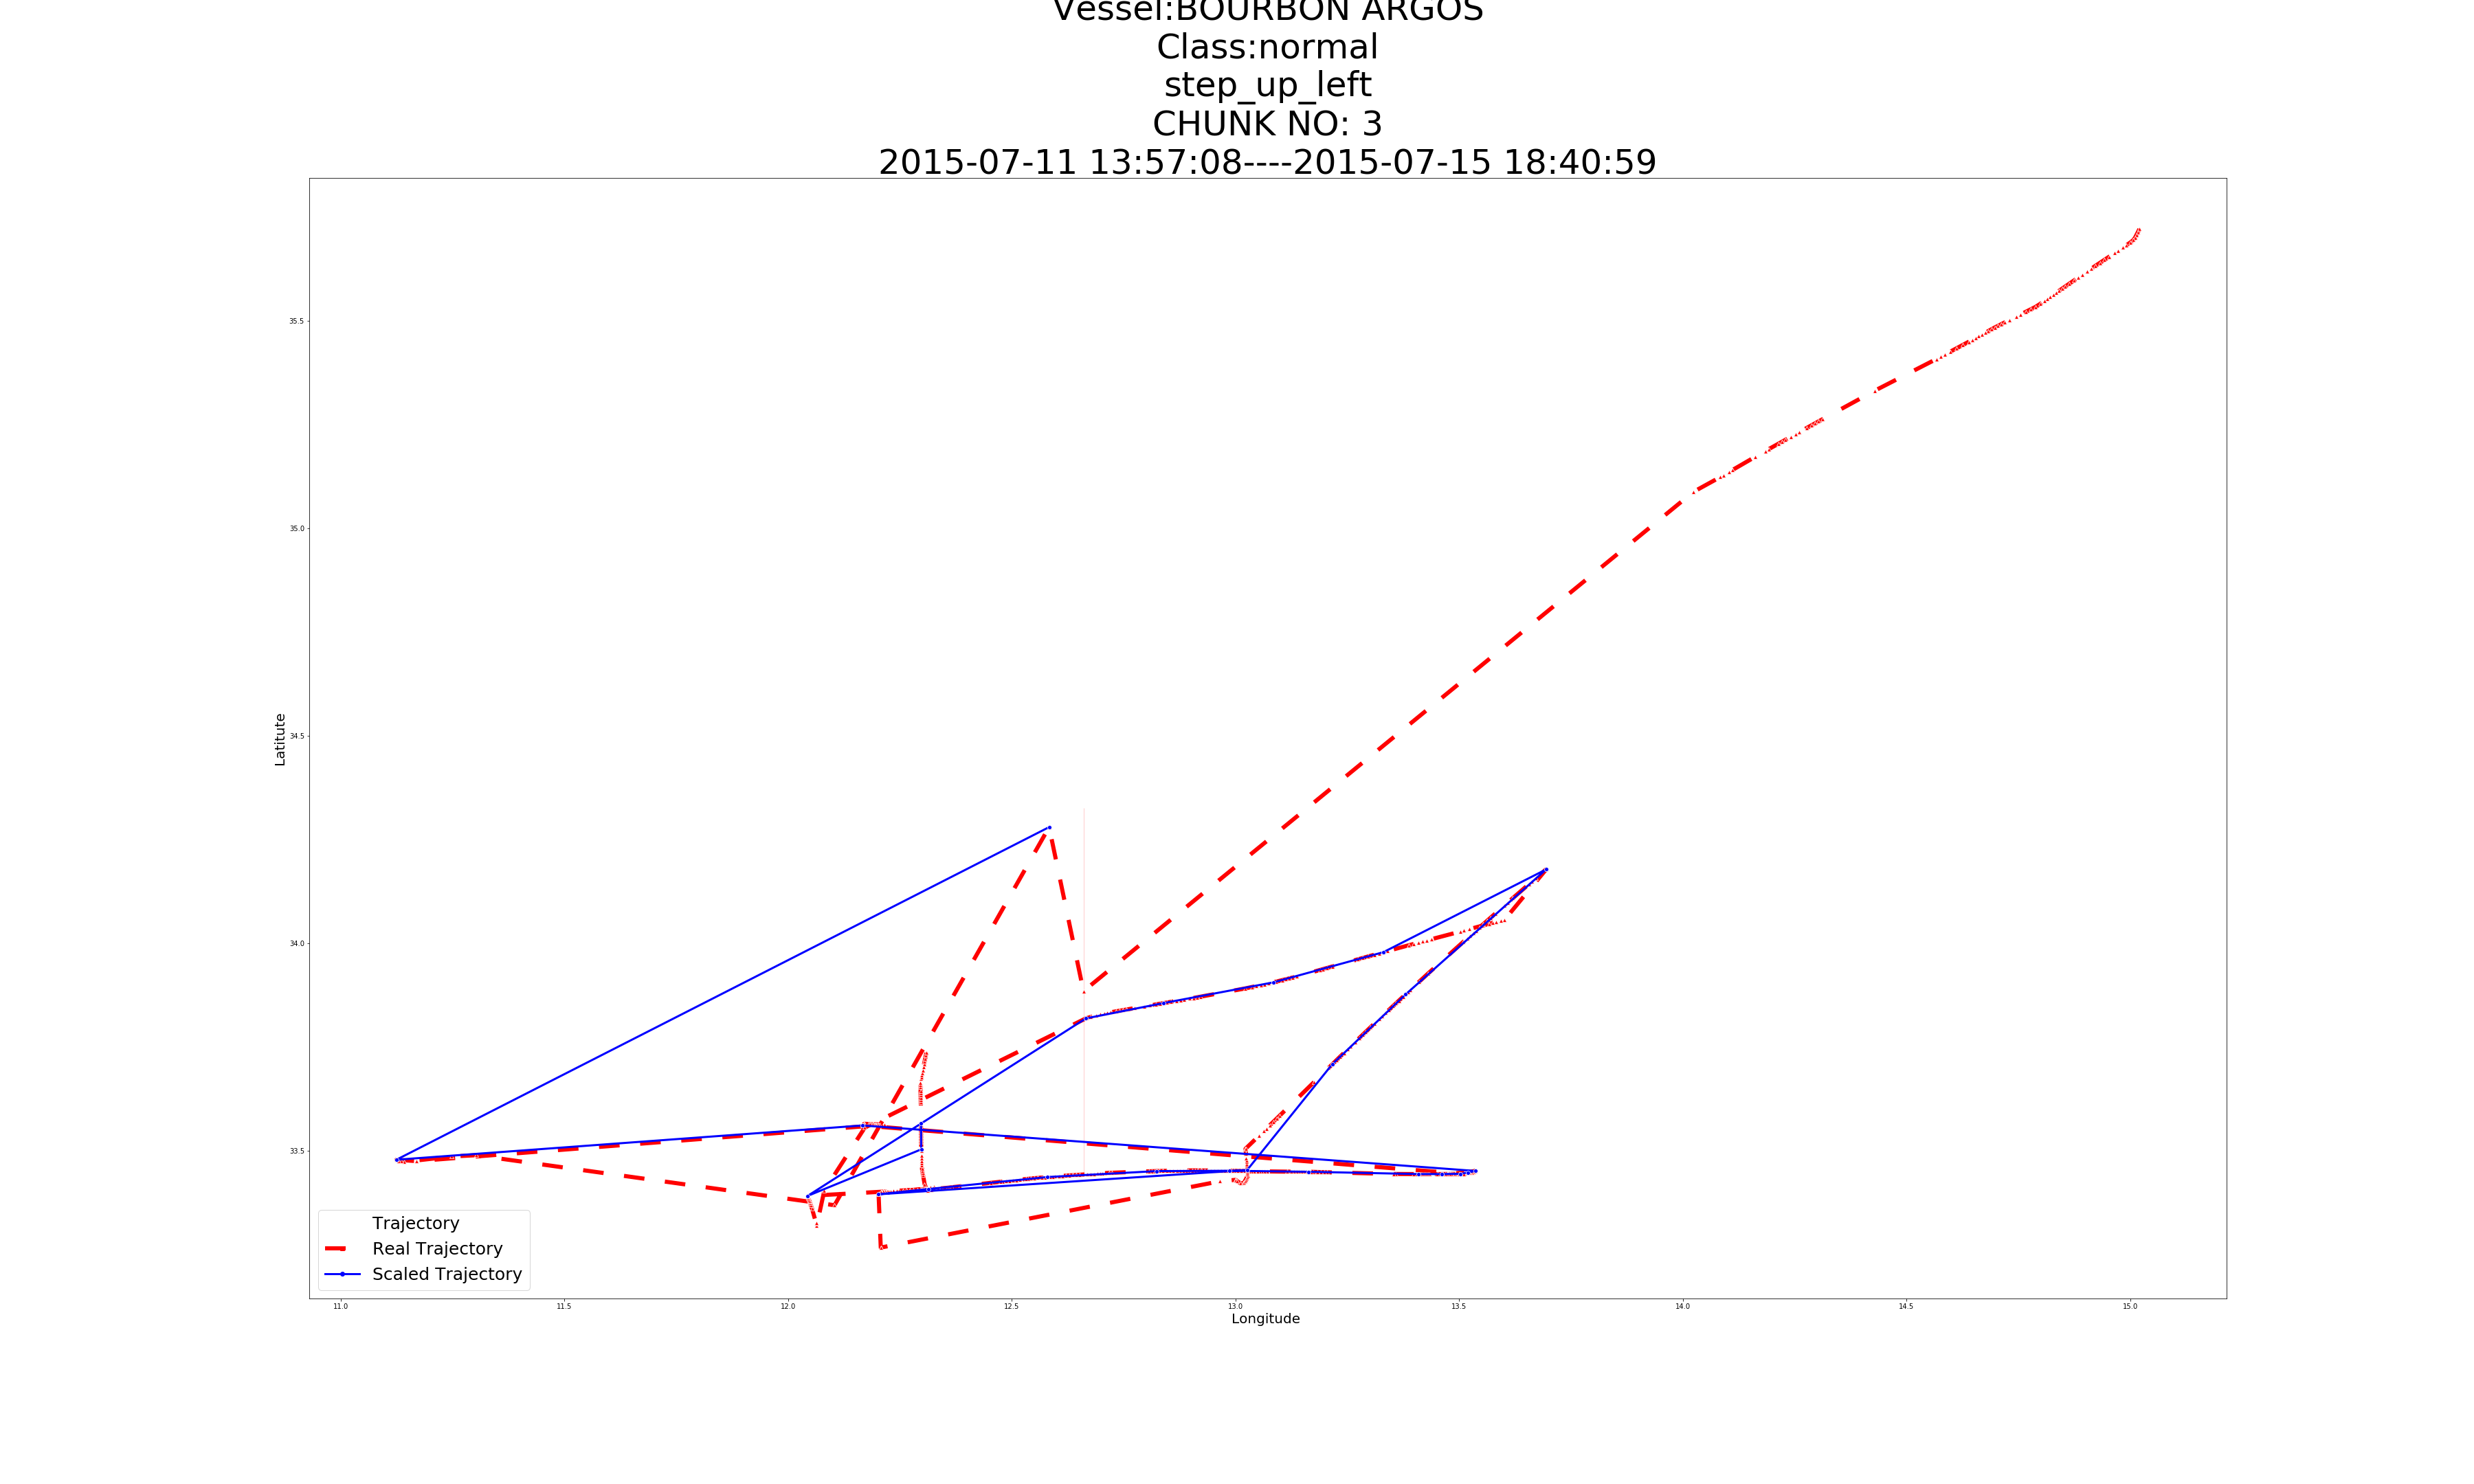 Vessel:BOURBON ARGOS
Class:normal
step_up_left
CHUNK NO: 3
2015-07-11 13:57:08----2015-07-15 18:40:59
35.5
35.0
34.5
34.0
33.5
Latitute
Trajectory
Real Trajectory
Scaled Trajectory
11.0 11.5 12.0 12.5 13.0 13.5 14.0 14.5 15.0
Longitude